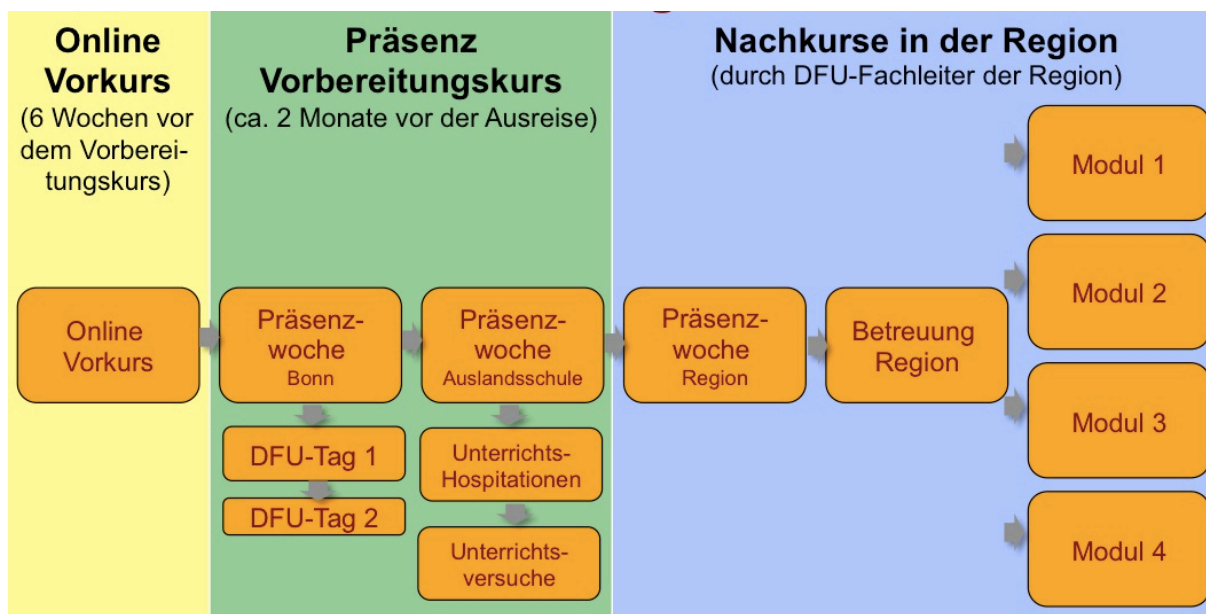 Online
Vorkurs
(6 Wochen vor
dem Vorberei-
tungskurs)
Präsenz
Vorbereitungskurs
(ca. 2 Monate vor der Ausreise)
Nachkurse in der Region
(durch DFU-Fachleiter der Region)
Online
Vorkurs
Präsenz-
woche
Bonn
DFU-Tag 1
DFU-Tag 2
Präsenz-
woche
Auslandsschule
Unterrichts-
Hospitationen
Unterrichts-
versuche
Präsenz-
woche
Region
Betreuung
Region
Modul 1
Modul 2
Modul 3
Modul 4